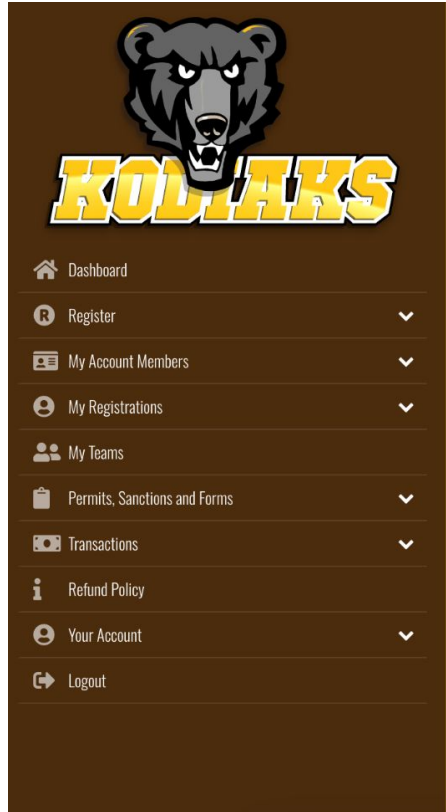 KODIAKS
Dashboard
R Register
My Account Members
My Registrations
My Teams
Permits, Sanctions and Forms
Transactions
Refund Policy
Your Account
Logout